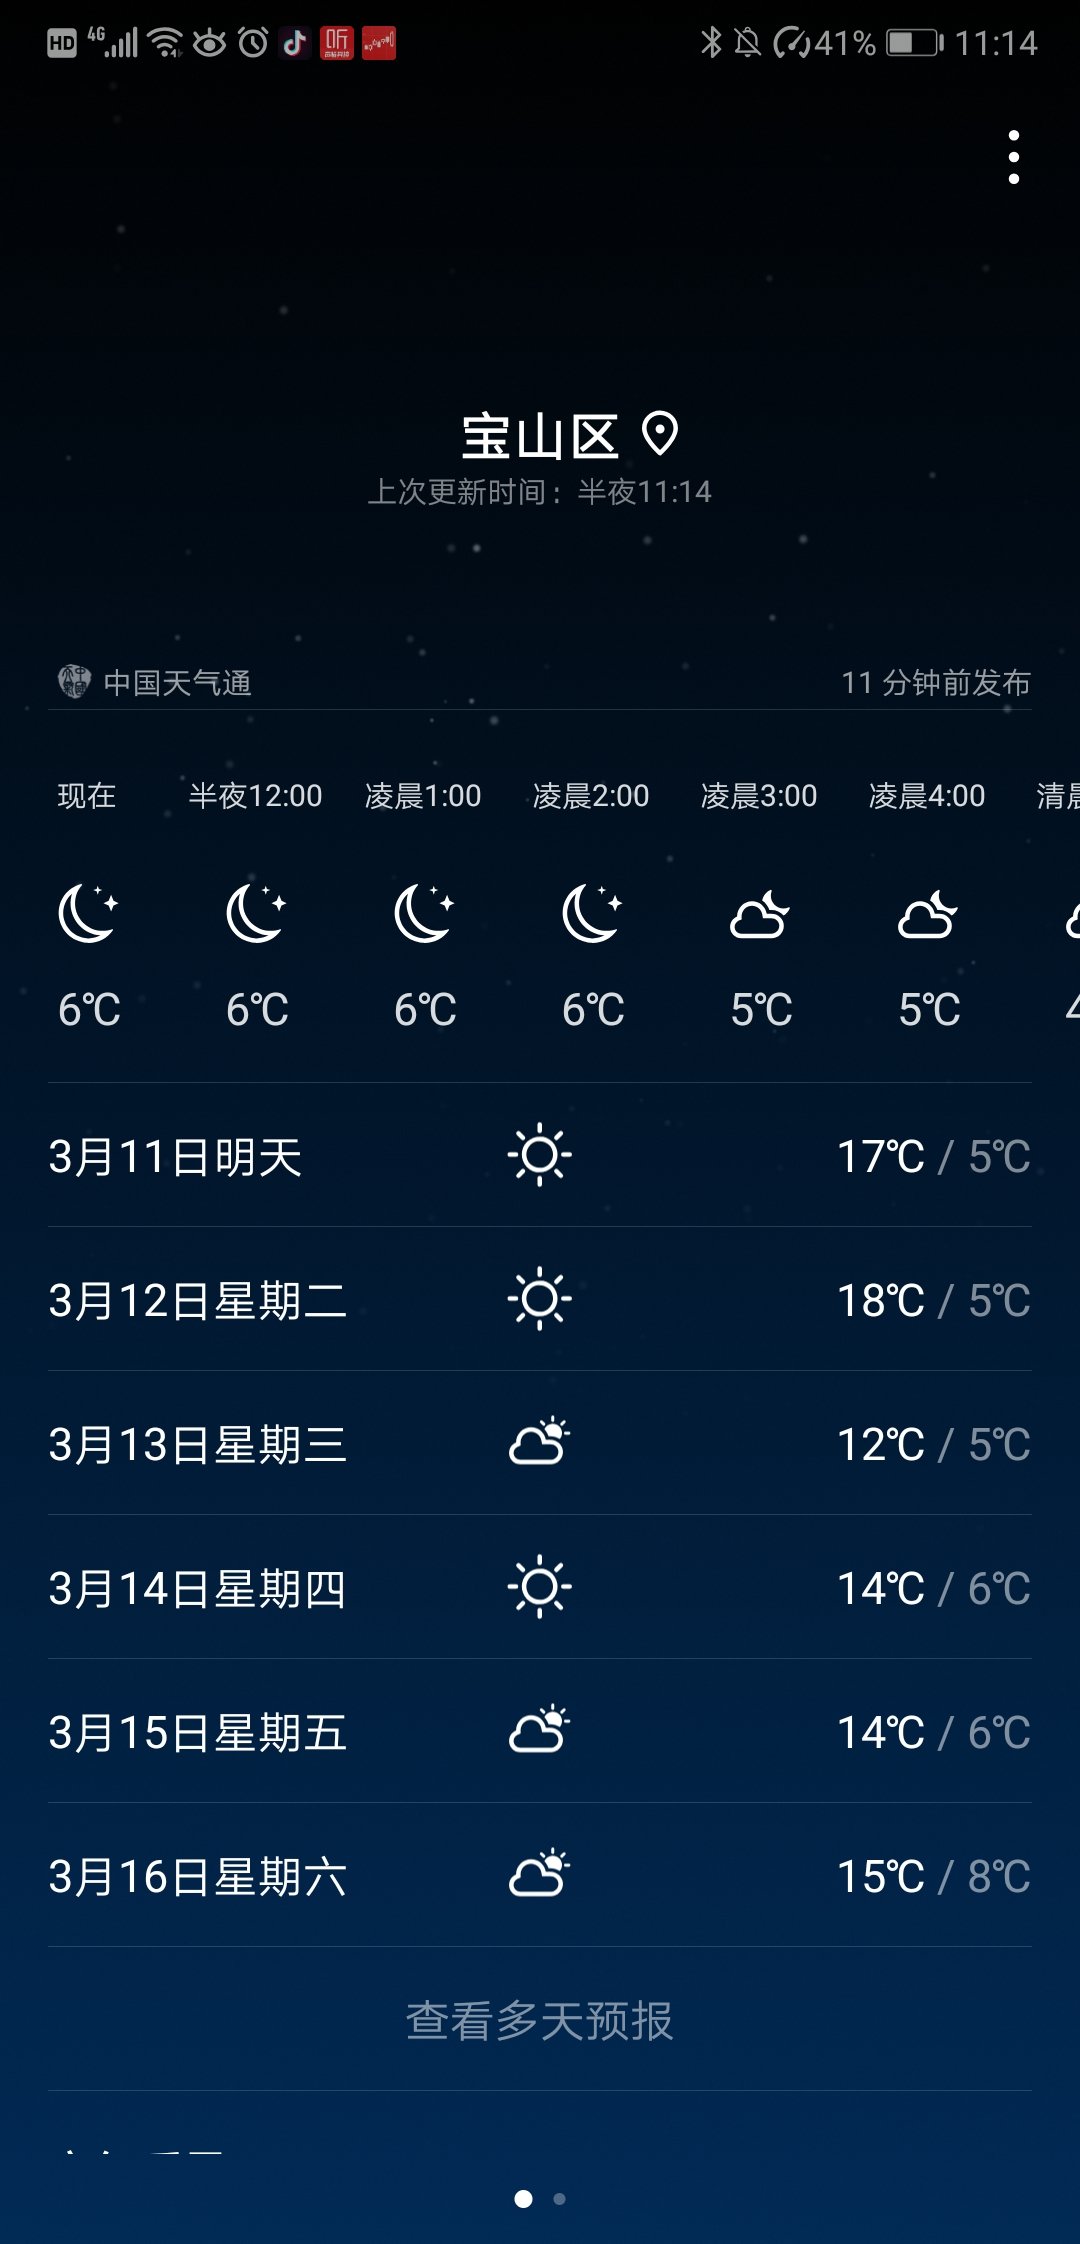 HD 4G 听 41% 11:14
宝山区
上次更新时间：半夜11:14
中国天气通 11 分钟前发布
现在 半夜12:00 凌晨1:00 凌晨2:00 凌晨3:00 凌晨4:00 清晨
6℃ 6℃ 6℃ 6℃ 5℃ 5℃
3月11日明天 17℃ / 5℃
3月12日星期二 18℃ / 5℃
3月13日星期三 12℃ / 5℃
3月14日星期四 14℃ / 6℃
3月15日星期五 14℃ / 6℃
3月16日星期六 15℃ / 8℃
查看多天预报